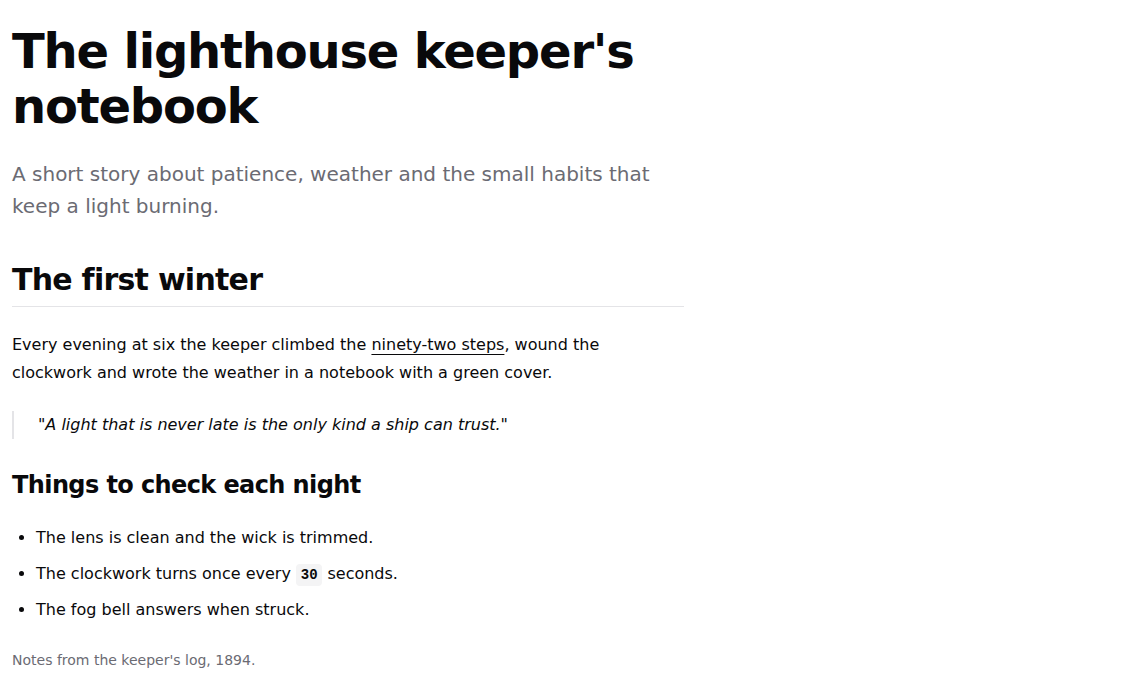 The lighthouse keeper's
notebook
A short story about patience, weather and the small habits that
keep a light burning.
The first winter
Every evening at six the keeper climbed the ninety-two steps, wound the
clockwork and wrote the weather in a notebook with a green cover.
"A light that is never late is the only kind a ship can trust."
Things to check each night
• The lens is clean and the wick is trimmed.
• The clockwork turns once every 30 seconds.
• The fog bell answers when struck.
Notes from the keeper's log, 1894.